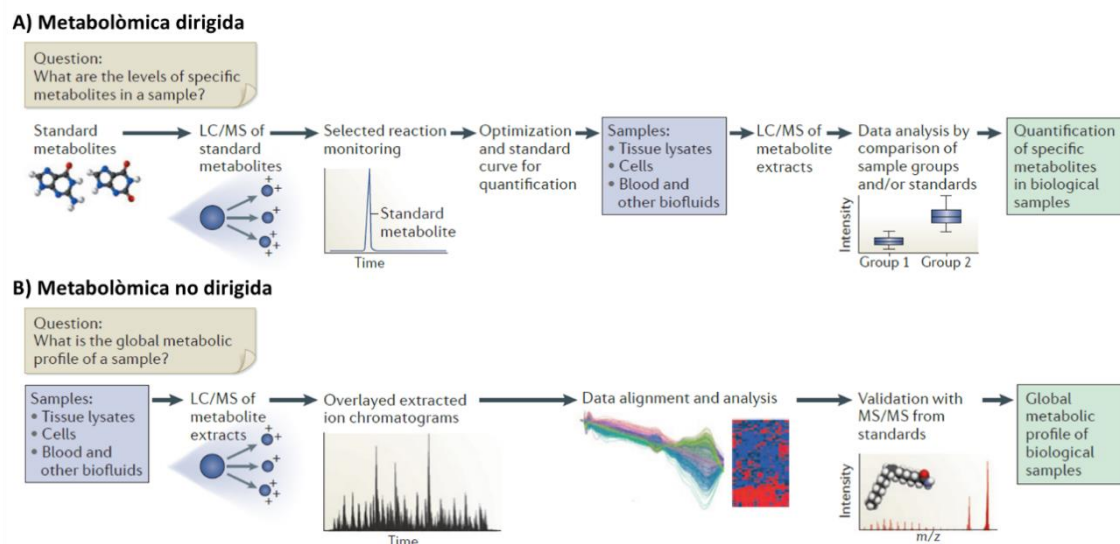 A) Metabolòmica dirigida
Question:
What are the levels of specific
metabolites in a sample?
Standard
metabolites
LC/MS of
standard
metabolites
+
+
+
+
+
+
Selected reaction
monitoring
Standard
metabolite
Time
Optimization
and standard
curve for
quantification
Samples:
• Tissue lysates
• Cells
• Blood and
other biofluids
LC/MS of
metabolite
extracts
Data analysis by
comparison of
sample groups
and/or standards
Intensity
Group 1
Group 2
Quantification
of specific
metabolites
in biological
samples
B) Metabolòmica no dirigida
Question:
What is the global metabolic
profile of a sample?
Samples:
• Tissue lysates
• Cells
• Blood and
other biofluids
LC/MS of
metabolite
extracts
+
+
+
+
+
+
Overlayed extracted
ion chromatograms
Time
Data alignment and analysis
Validation with
MS/MS from
standards
Intensity
m/z
Global
metabolic
profile of
biological
samples